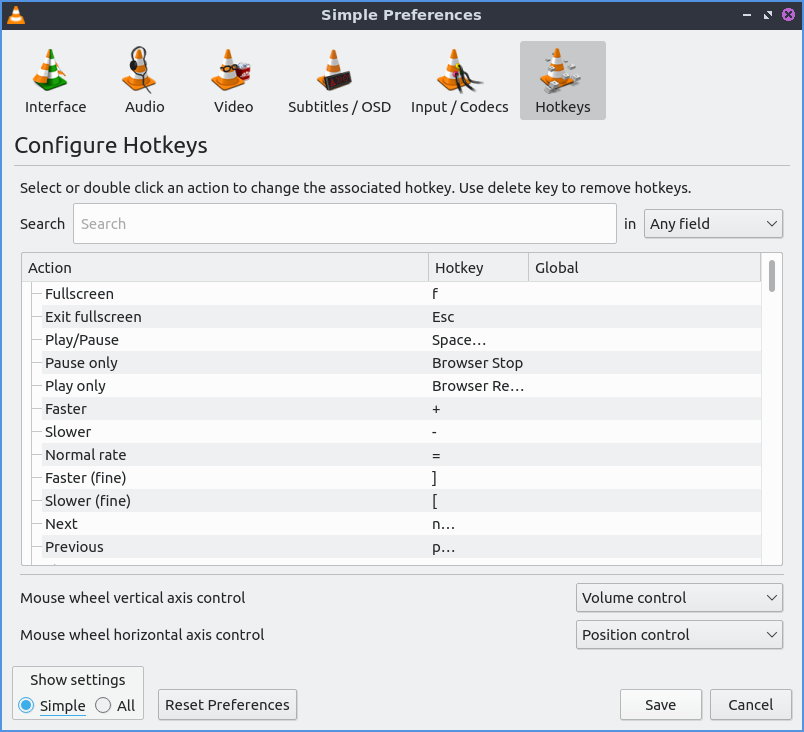 Simple Preferences
Interface Audio Video Subtitles / OSD Input / Codecs Hotkeys
Configure Hotkeys
Select or double click an action to change the associated hotkey. Use delete key to remove hotkeys.
Search Search in Any field
Action Hotkey Global
Fullscreen f
Exit fullscreen Esc
Play/Pause Space...
Pause only Browser Stop
Play only Browser Re...
Faster +
Slower -
Normal rate =
Faster (fine) ]
Slower (fine) [
Next n...
Previous p...
Mouse wheel vertical axis control Volume control
Mouse wheel horizontal axis control Position control
Show settings
Simple All Reset Preferences Save Cancel